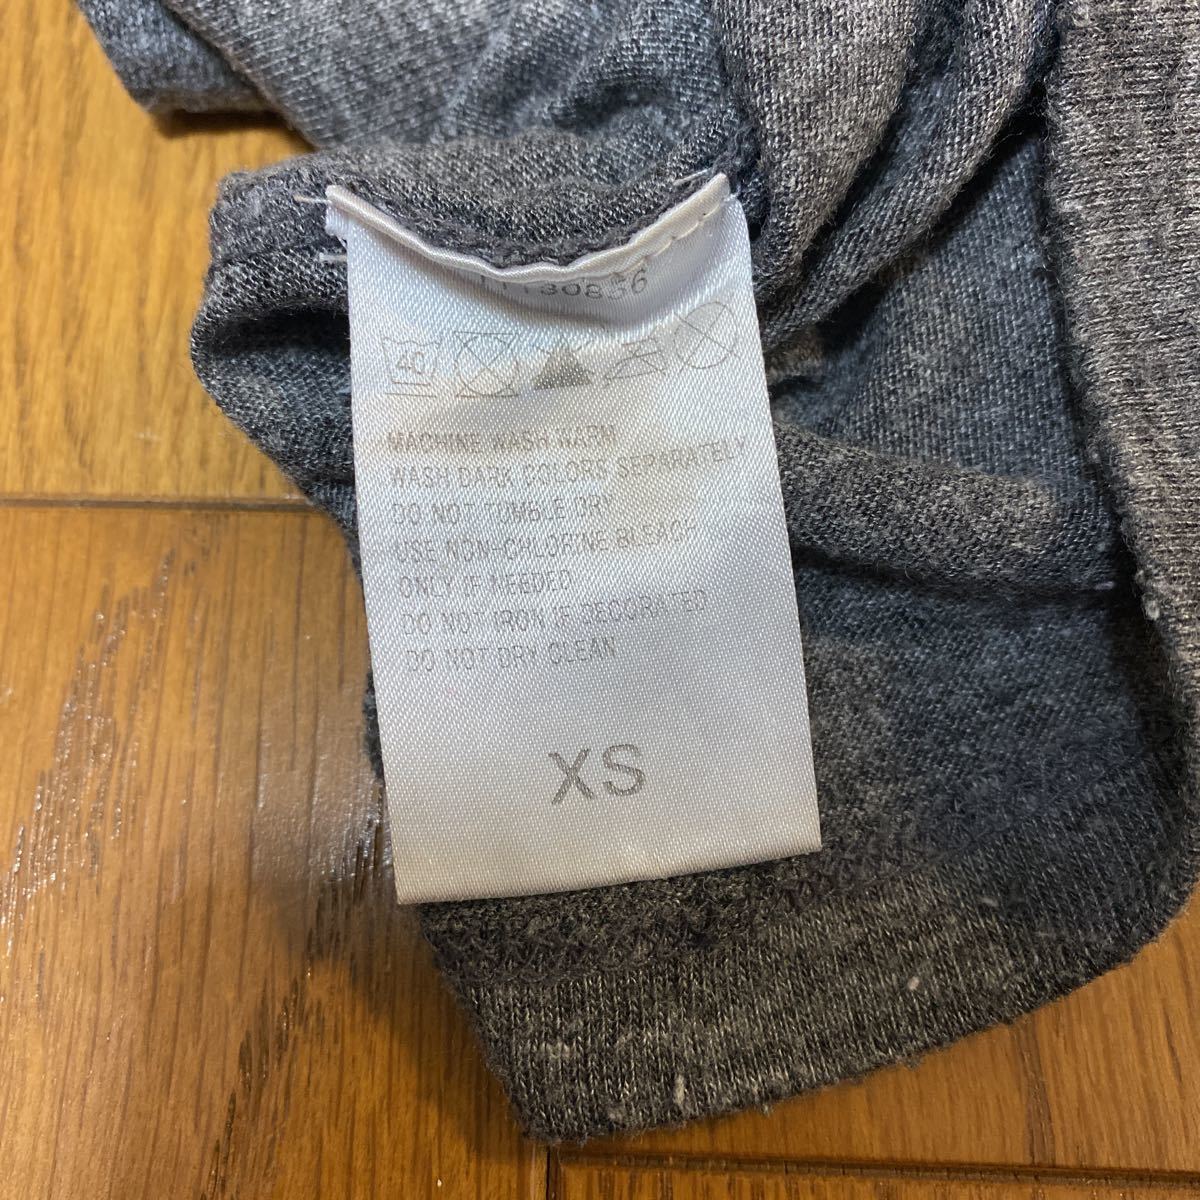 40
MACHINE WASH WARM
WASH DARK COLORS SEPARATELY
DO NOT TUMBLE DRY
USE NON-CHLORINE BLEACH
ONLY IF NEEDED
DO NOT IRON IF DECORATED
DO NOT DRY CLEAN
XS